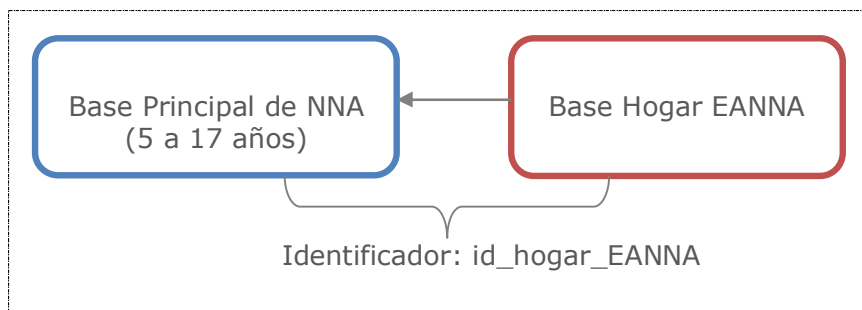 Base Principal de NNA
(5 a 17 años)
Base Hogar EANNA
Identificador: id_hogar_EANNA